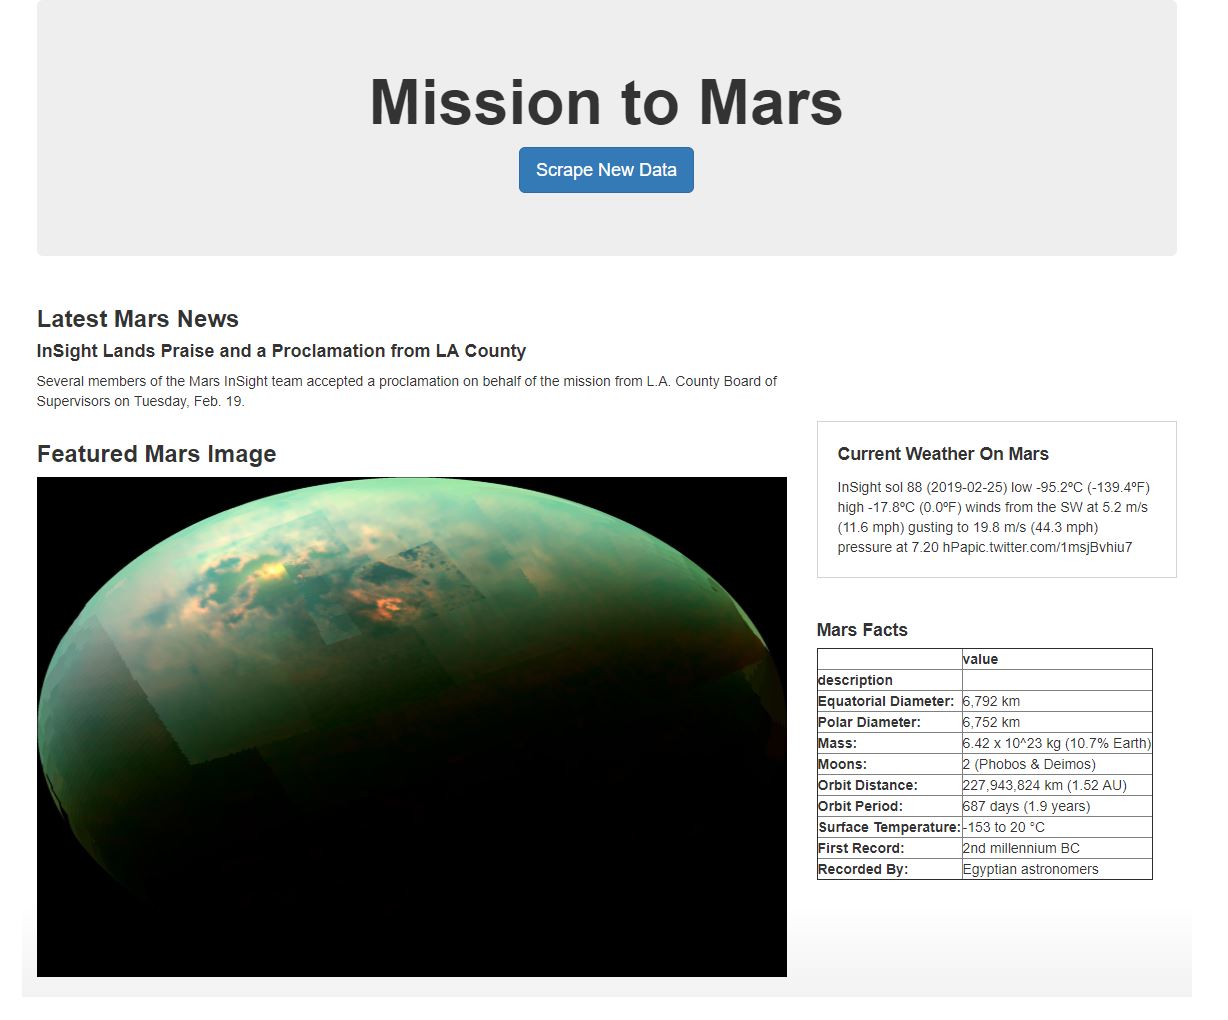 Mission to Mars
Scrape New Data
Latest Mars News
InSight Lands Praise and a Proclamation from LA County
Several members of the Mars InSight team accepted a proclamation on behalf of the mission from L.A. County Board of
Supervisors on Tuesday, Feb. 19.
Featured Mars Image
Current Weather On Mars
InSight sol 88 (2019-02-25) low -95.2ºC (-139.4ºF)
high -17.8ºC (0.0ºF) winds from the SW at 5.2 m/s
(11.6 mph) gusting to 19.8 m/s (44.3 mph)
pressure at 7.20 hPapic.twitter.com/1msjBvhiu7
Mars Facts
value
description
Equatorial Diameter: 6,792 km
Polar Diameter: 6,752 km
Mass: 6.42 x 10^23 kg (10.7% Earth)
Moons: 2 (Phobos & Deimos)
Orbit Distance: 227,943,824 km (1.52 AU)
Orbit Period: 687 days (1.9 years)
Surface Temperature: -153 to 20 °C
First Record: 2nd millennium BC
Recorded By: Egyptian astronomers